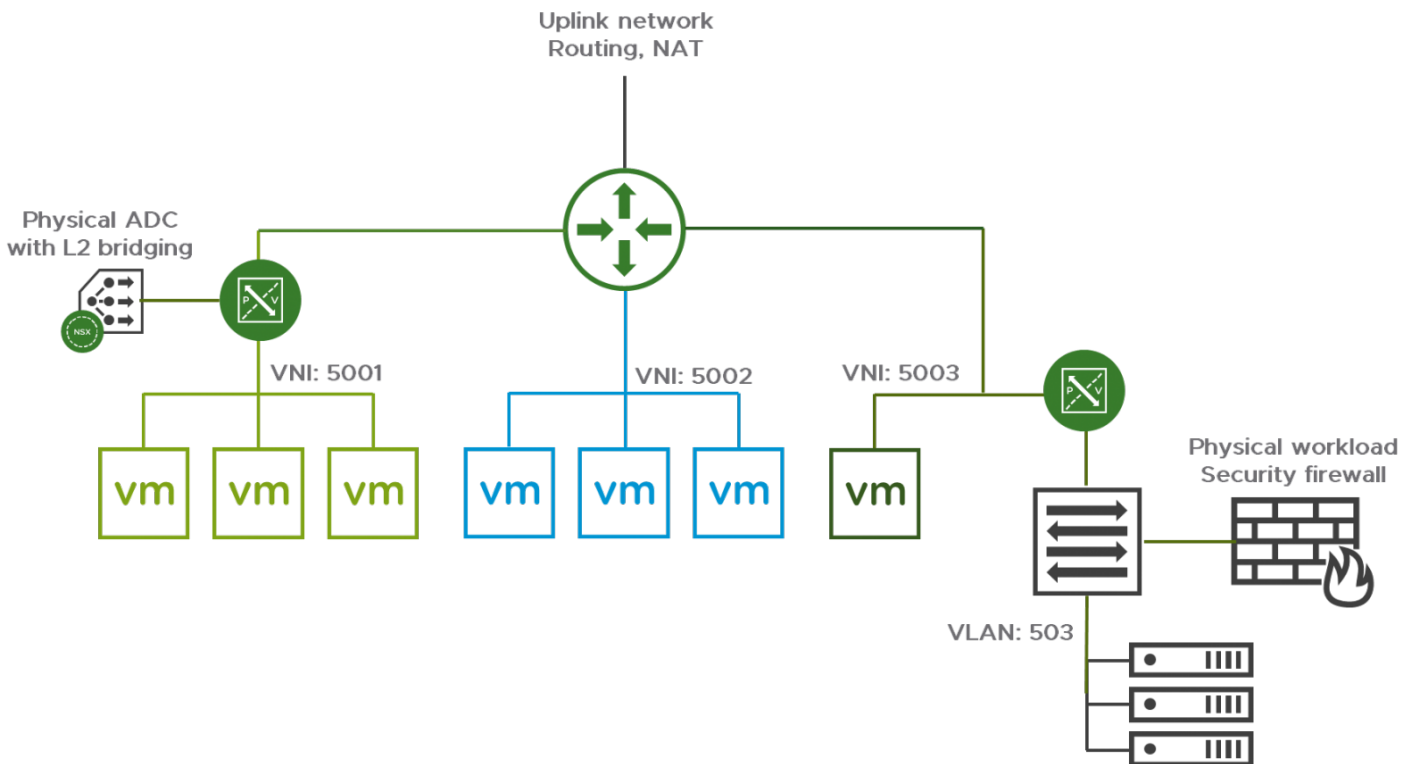 Uplink network
Routing, NAT
Physical ADC
with L2 bridging
P V
NSX
VNI: 5001
VNI: 5002
VNI: 5003
P V
vm
vm
vm
vm
vm
vm
vm
Physical workload
Security firewall
VLAN: 503